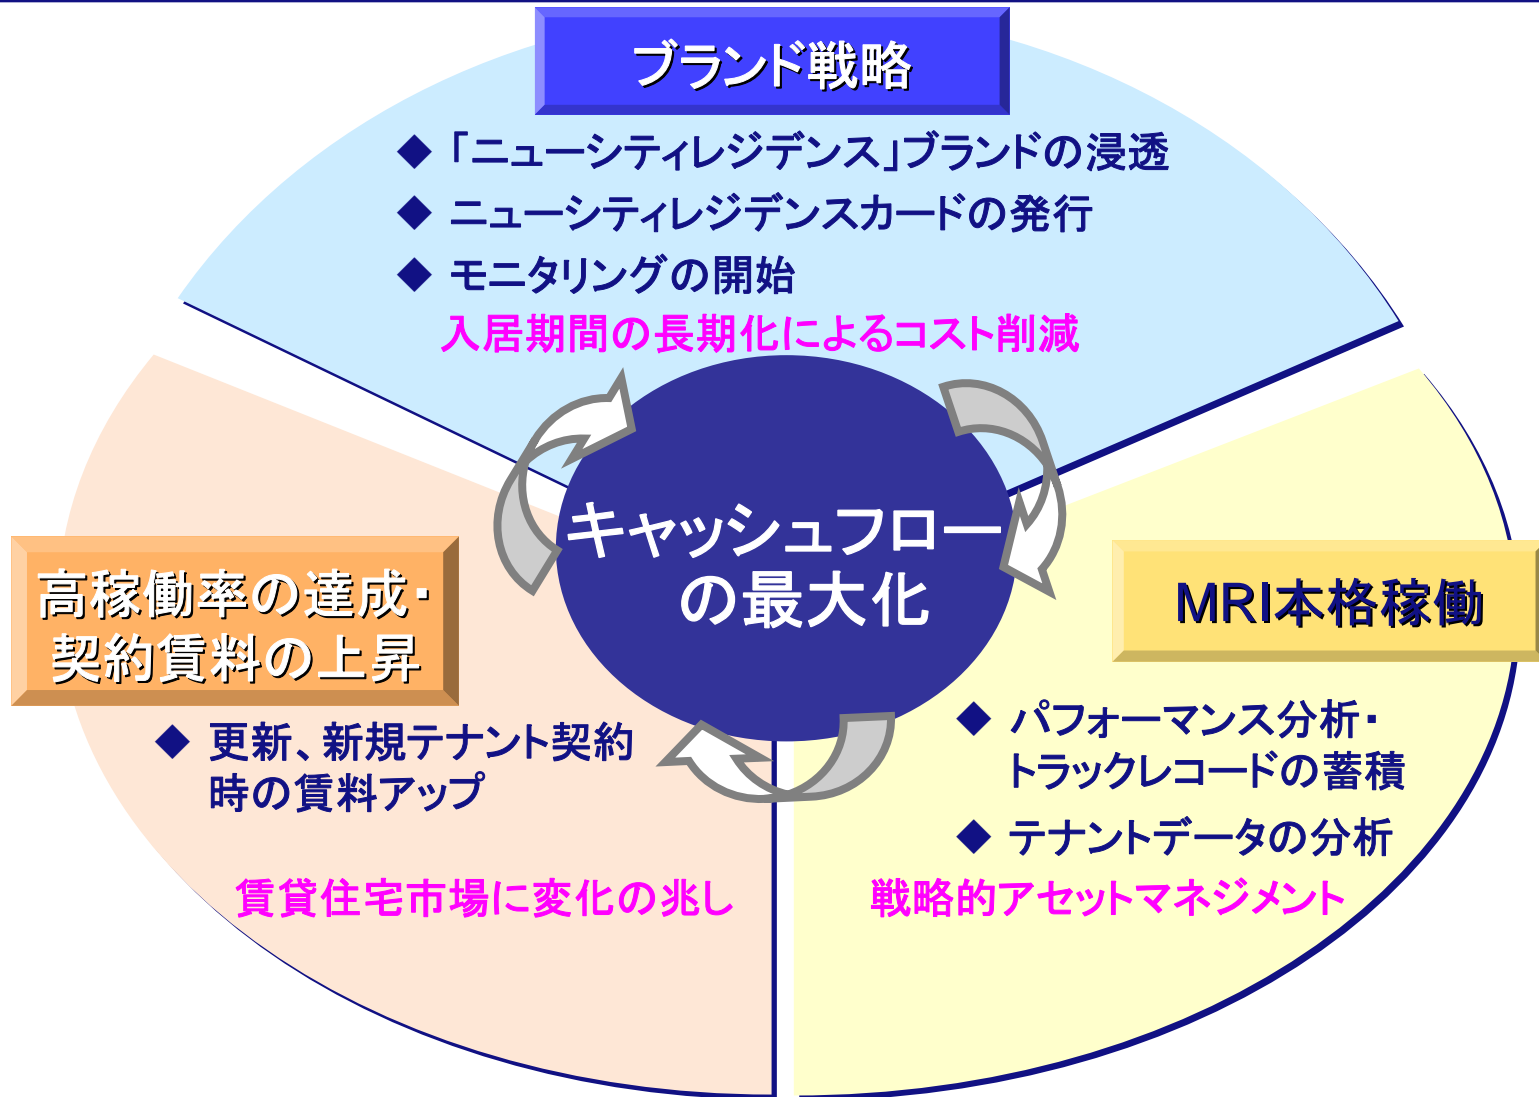 ブランド戦略
◆ 「ニューシティレジデンス」ブランドの浸透
◆ ニューシティレジデンスカードの発行
◆ モニタリングの開始
入居期間の長期化によるコスト削減
キャッシュフロー
の最大化
高稼働率の達成・
契約賃料の上昇
◆ 更新、新規テナント契約
時の賃料アップ
賃貸住宅市場に変化の兆し
MRI本格稼働
◆ パフォーマンス分析・
トラックレコードの蓄積
◆ テナントデータの分析
戦略的アセットマネジメント